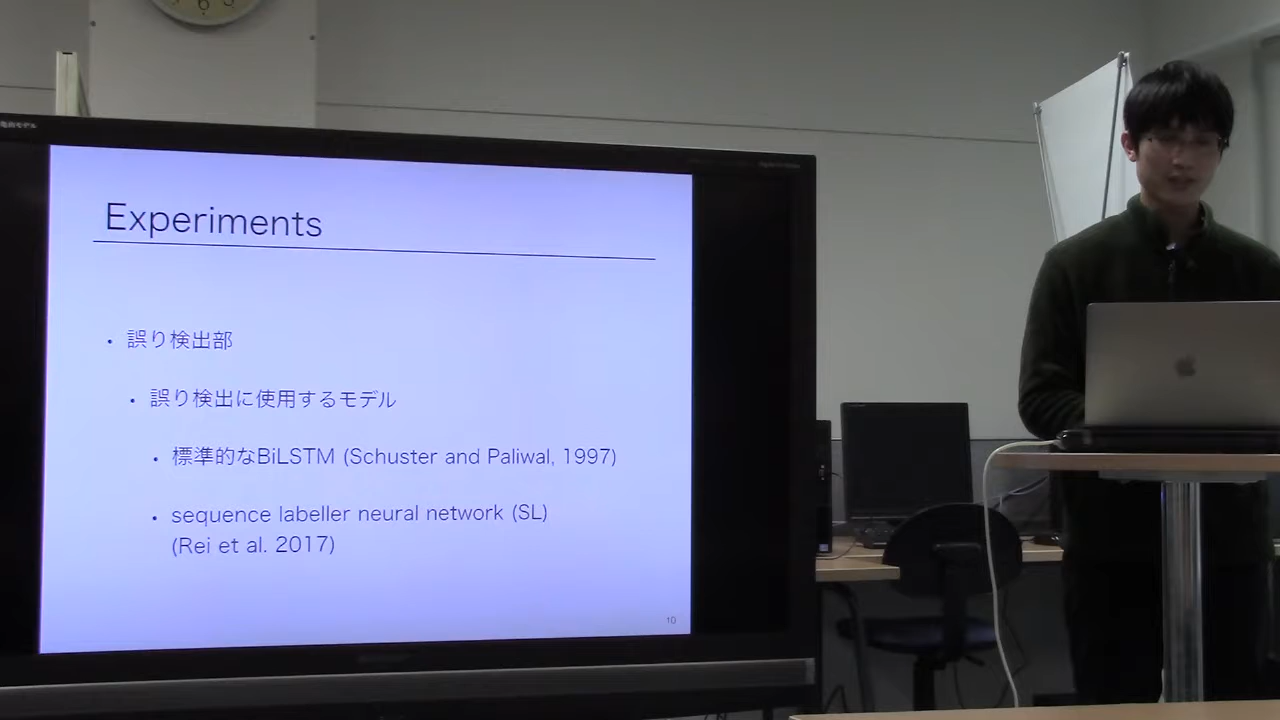 Experiments
• 誤り検出部
• 誤り検出に使用するモデル
• 標準的なBiLSTM (Schuster and Paliwal, 1997)
• sequence labeller neural network (SL)
(Rei et al. 2017)
10